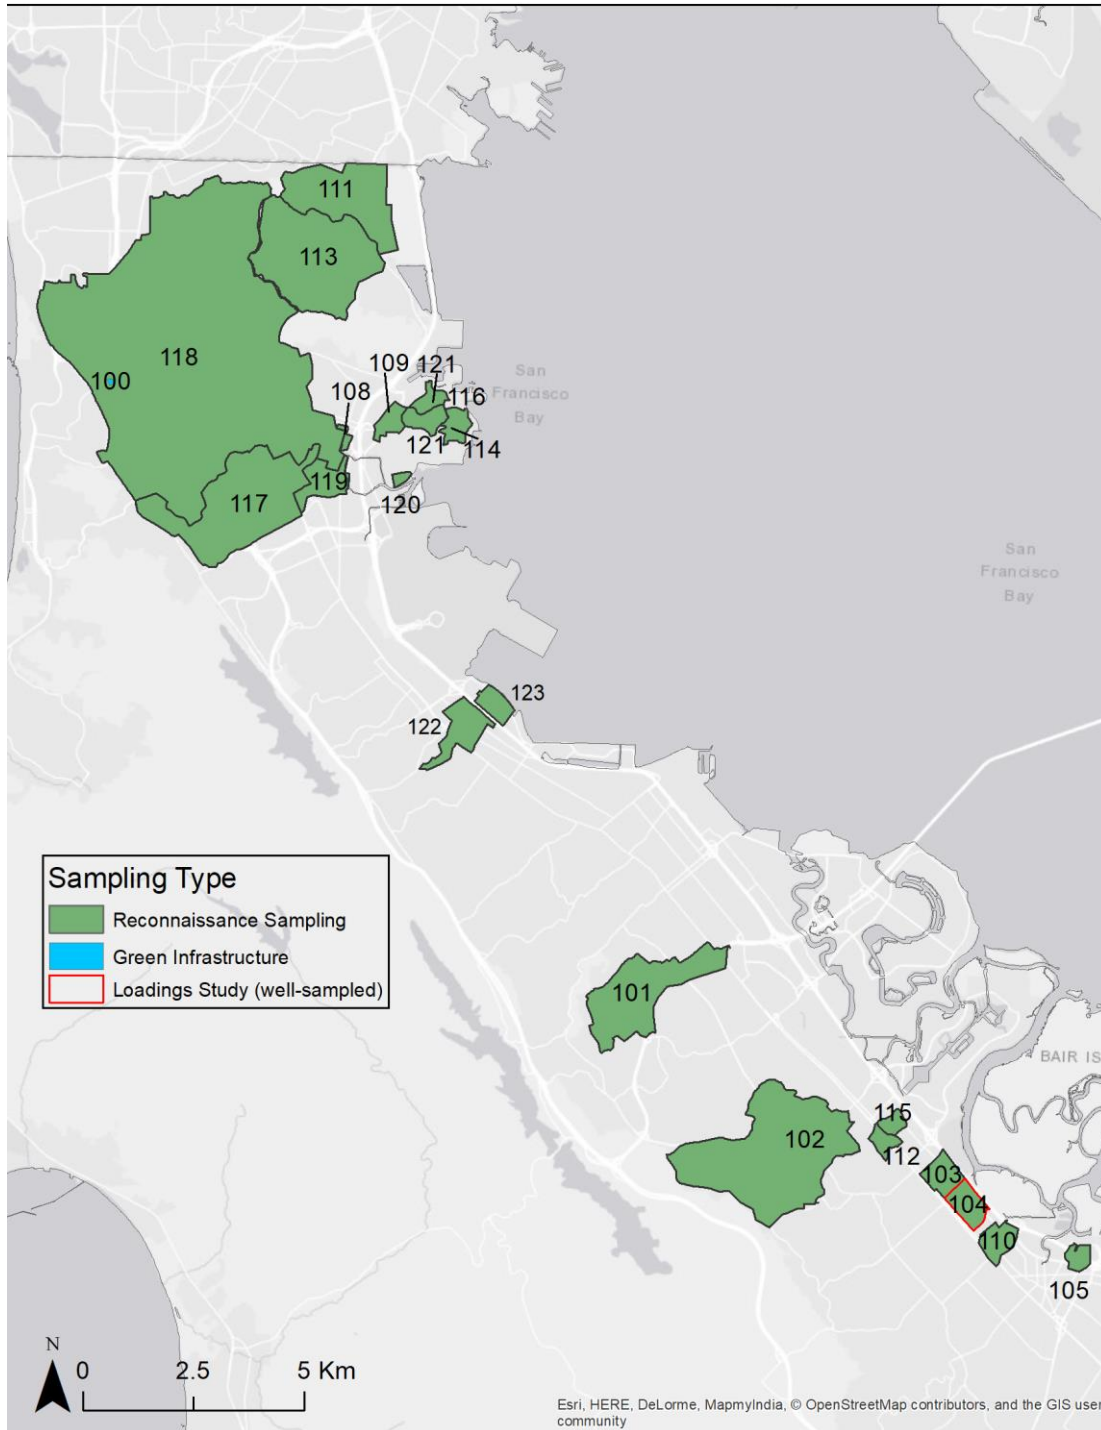 111
113
118
100
109
121
108
116
San
Francisco
Bay
121
114
119
117
120
San
Francisco
Bay
123
122
Sampling Type
Reconnaissance Sampling
Green Infrastructure
Loadings Study (well-sampled)
101
BAIR IS
115
102
112
103
104
110
105
N
0 2.5 5 Km
Esri, HERE, DeLorme, MapmyIndia, © OpenStreetMap contributors, and the GIS user
community